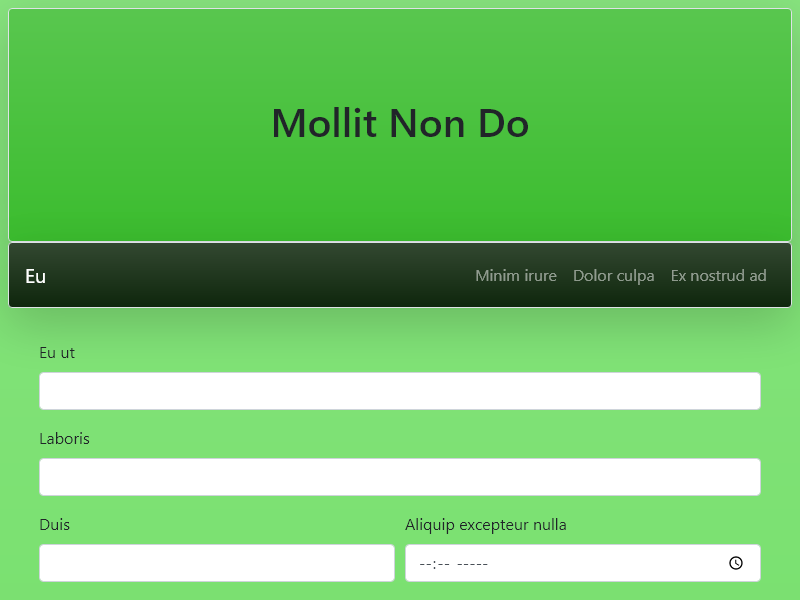 Mollit Non Do
Eu
Minim irure Dolor culpa Ex nostrud ad
Eu ut
Laboris
Duis
Aliquip excepteur nulla
--:-- -----